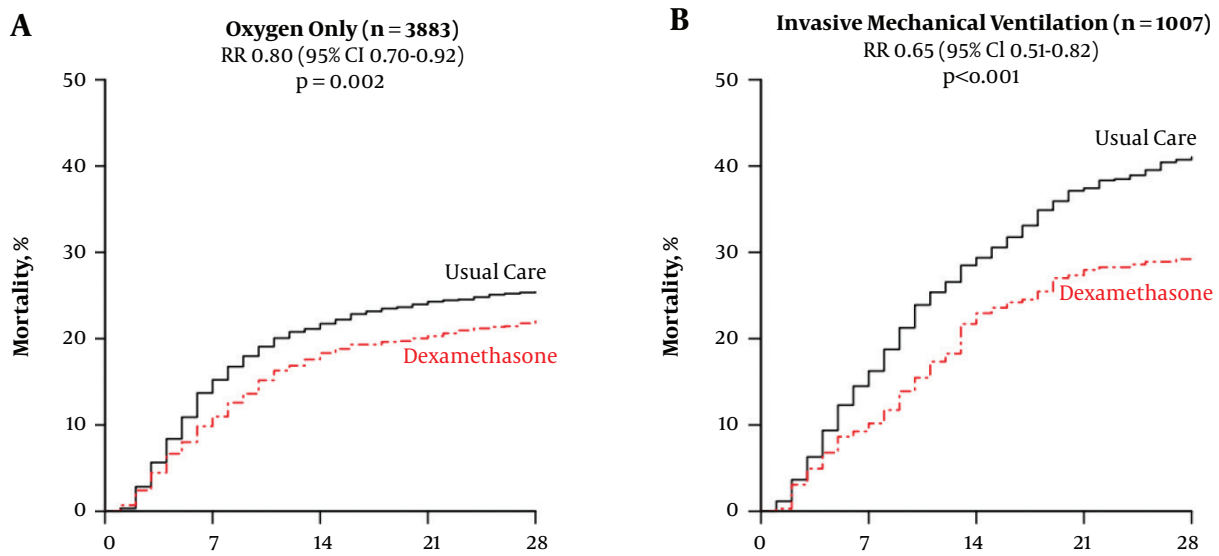 A
Oxygen Only (n = 3883)
RR 0.80 (95% CI 0.70-0.92)
p = 0.002
50
40
30
20
10
0
Mortality, %
Usual Care
Dexamethasone
0 7 14 21 28
B
Invasive Mechanical Ventilation (n = 1007)
RR 0.65 (95% Cl 0.51-0.82)
p<0.001
50
40
30
20
10
0
Mortality, %
Usual Care
Dexamethasone
0 7 14 21 28